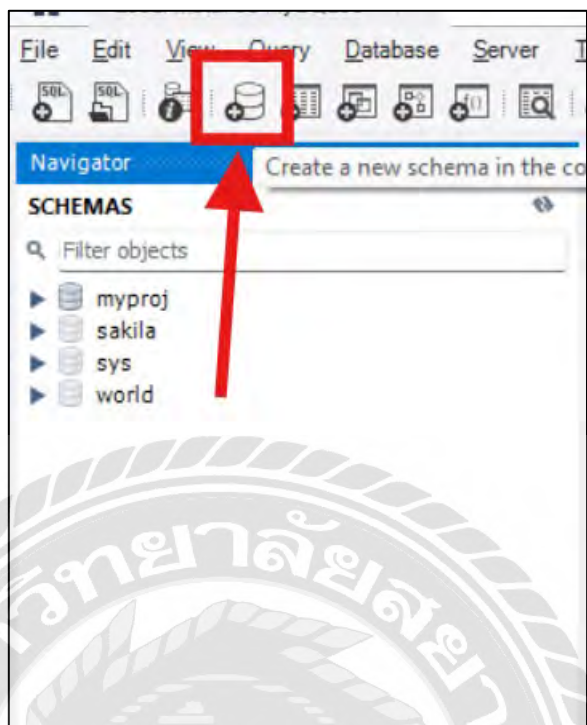 File Edit View Query Database Server
SQL SQL
Navigator
Create a new schema in the co
SCHEMAS
Filter objects
myproj
sakila
sys
world